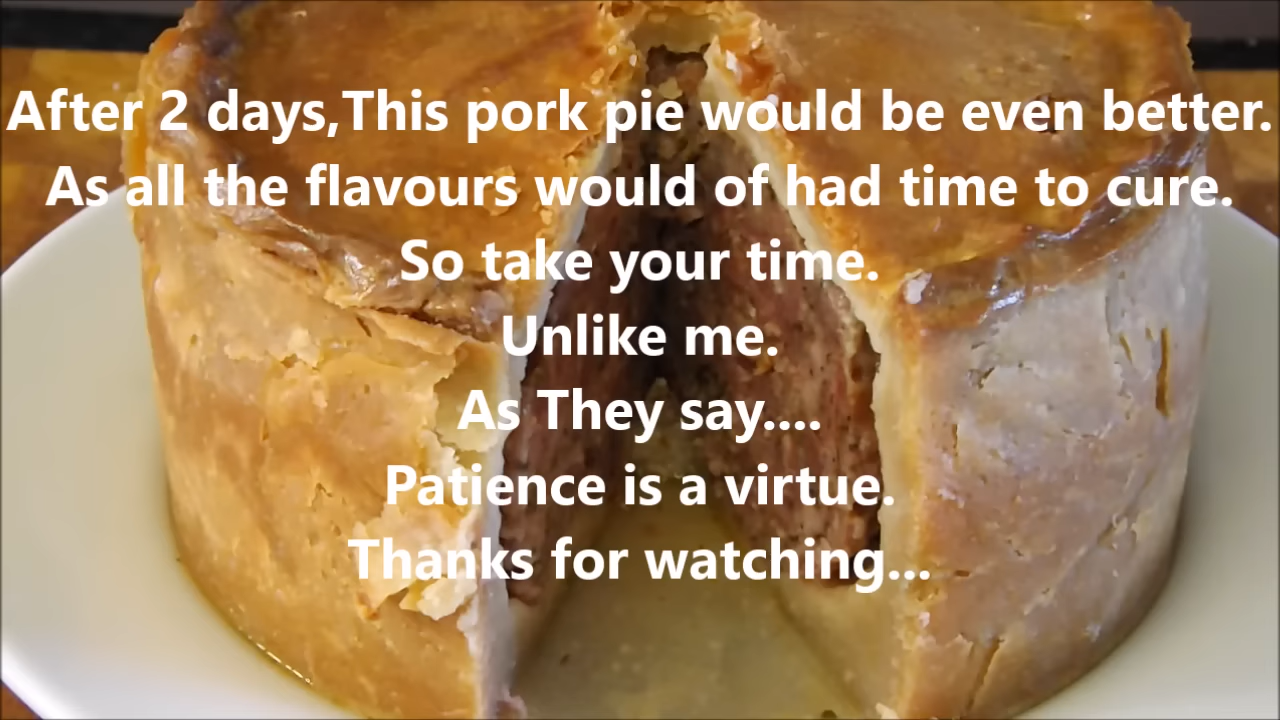 After 2 days,This pork pie would be even better.
As all the flavours would of had time to cure.
So take your time.
Unlike me.
As They say....
Patience is a virtue.
Thanks for watching...